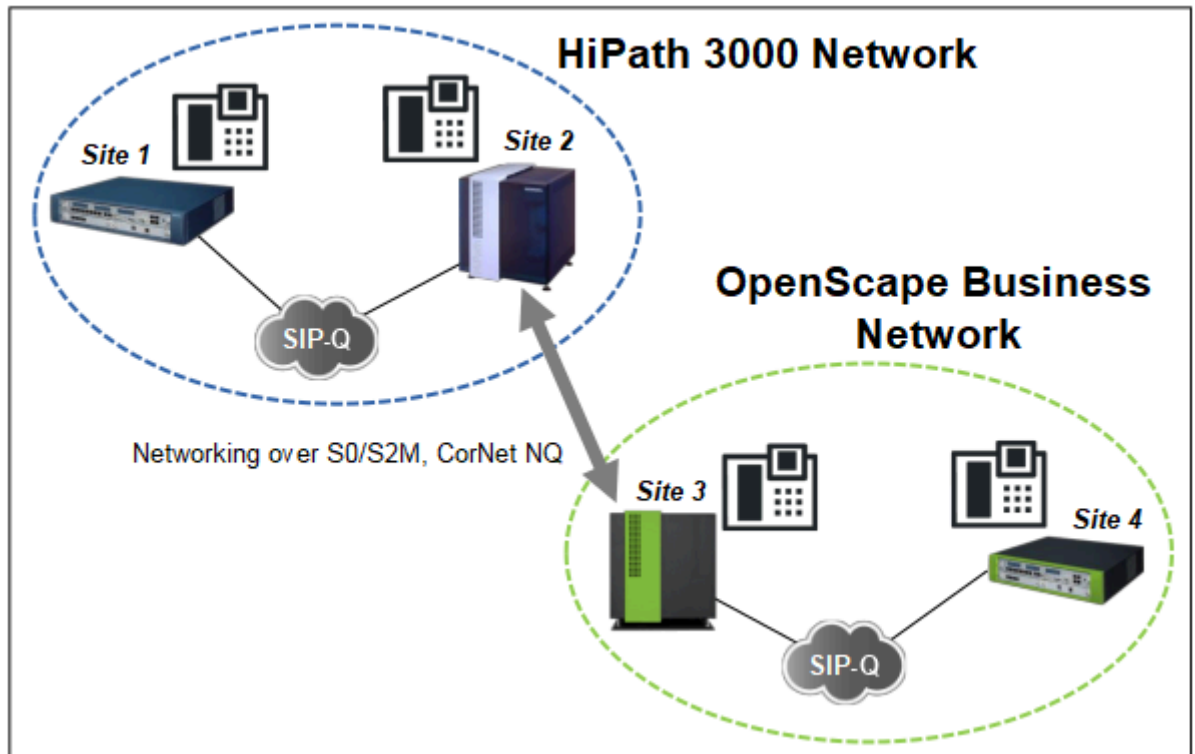 HiPath 3000 Network
Site 1
Site 2
SIP-Q
OpenScape Business
Network
Networking over S0/S2M, CorNet NQ
Site 3
Site 4
SIP-Q